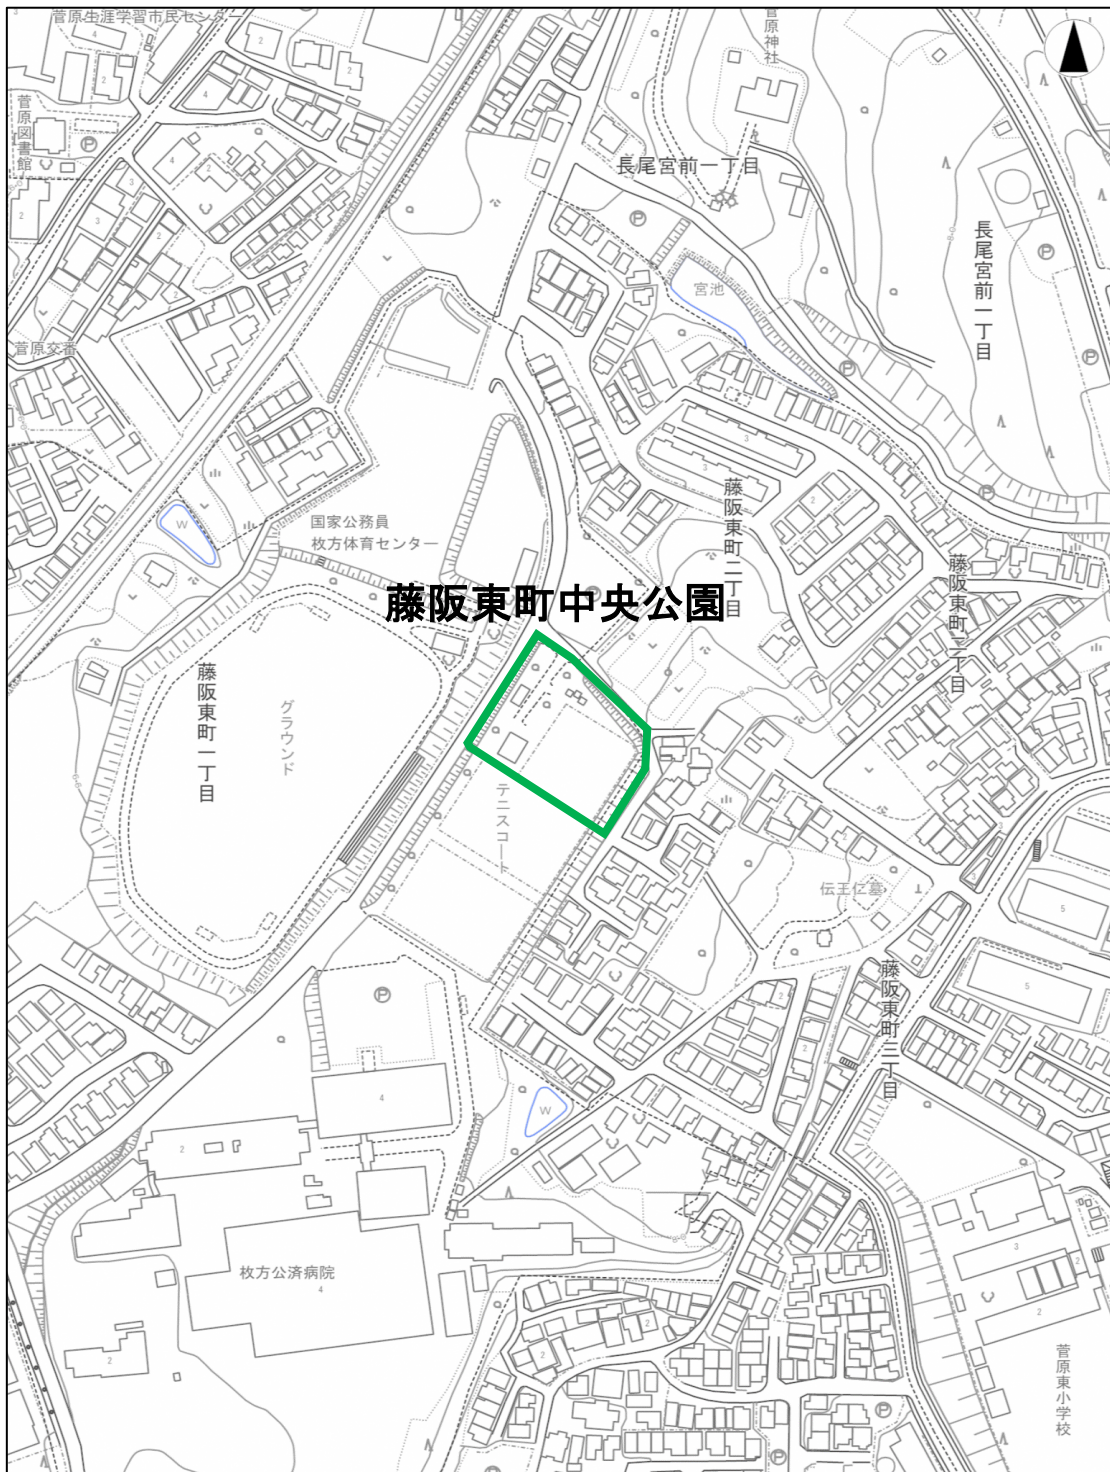 菅原生涯学習市民センター
菅原神社
菅原図書館
長尾宮前一丁目
長尾宮前一丁目
宮池
菅原交番
国家公務員
枚方体育センター
藤阪東町二丁目
藤阪東町二丁目
藤阪東町中央公園
藤阪東町一丁目
グラウンド
テニスコート
伝王仁墓
藤阪東町三丁目
枚方公済病院
菅原東小学校